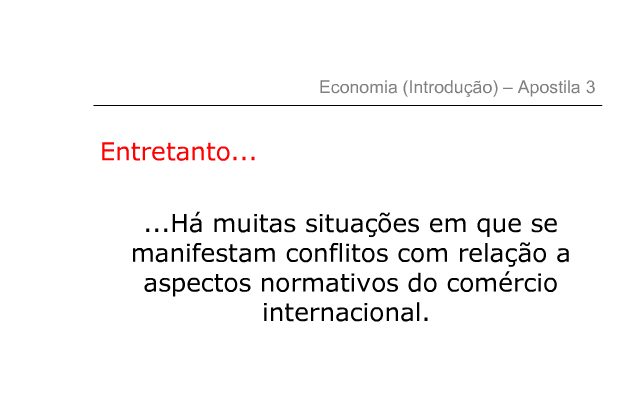 Economia (Introdução) – Apostila 3
Entretanto...
...Há muitas situações em que se
manifestam conflitos com relação a
aspectos normativos do comércio
internacional.